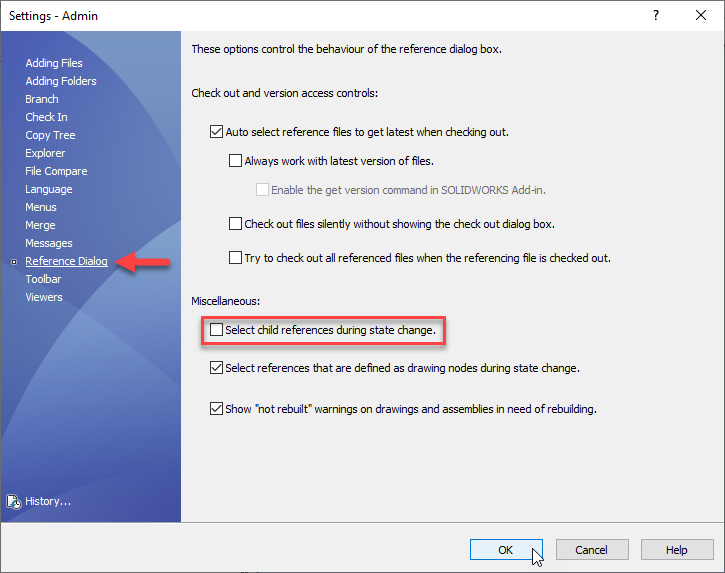 Settings - Admin
?
Adding Files
Adding Folders
Branch
Check In
Copy Tree
Explorer
File Compare
Language
Menus
Merge
Messages
Reference Dialog
Toolbar
Viewers
History...
These options control the behaviour of the reference dialog box.
Check out and version access controls:
Auto select reference files to get latest when checking out.
Always work with latest version of files.
Enable the get version command in SOLIDWORKS Add-in.
Check out files silently without showing the check out dialog box.
Try to check out all referenced files when the referencing file is checked out.
Miscellaneous:
Select child references during state change.
Select references that are defined as drawing nodes during state change.
Show "not rebuilt" warnings on drawings and assemblies in need of rebuilding.
OK
Cancel
Help